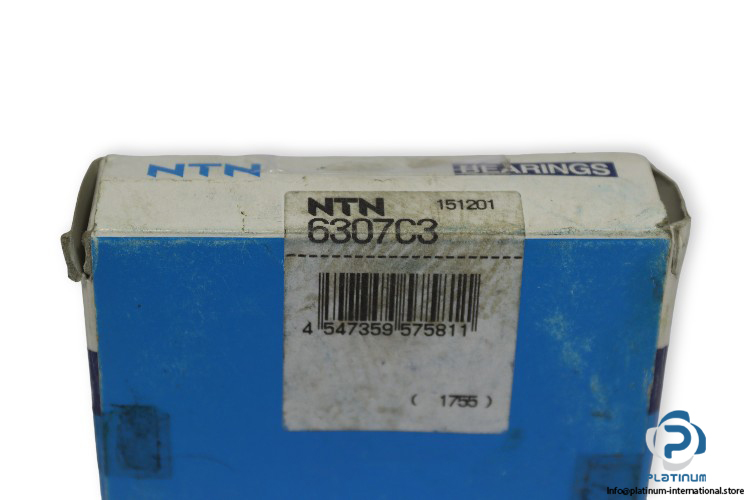 NTN BEARINGS
NTN 151201
6307C3
4 547359 575811
( 1755 )
PLATINUM
info@platinum-international.store